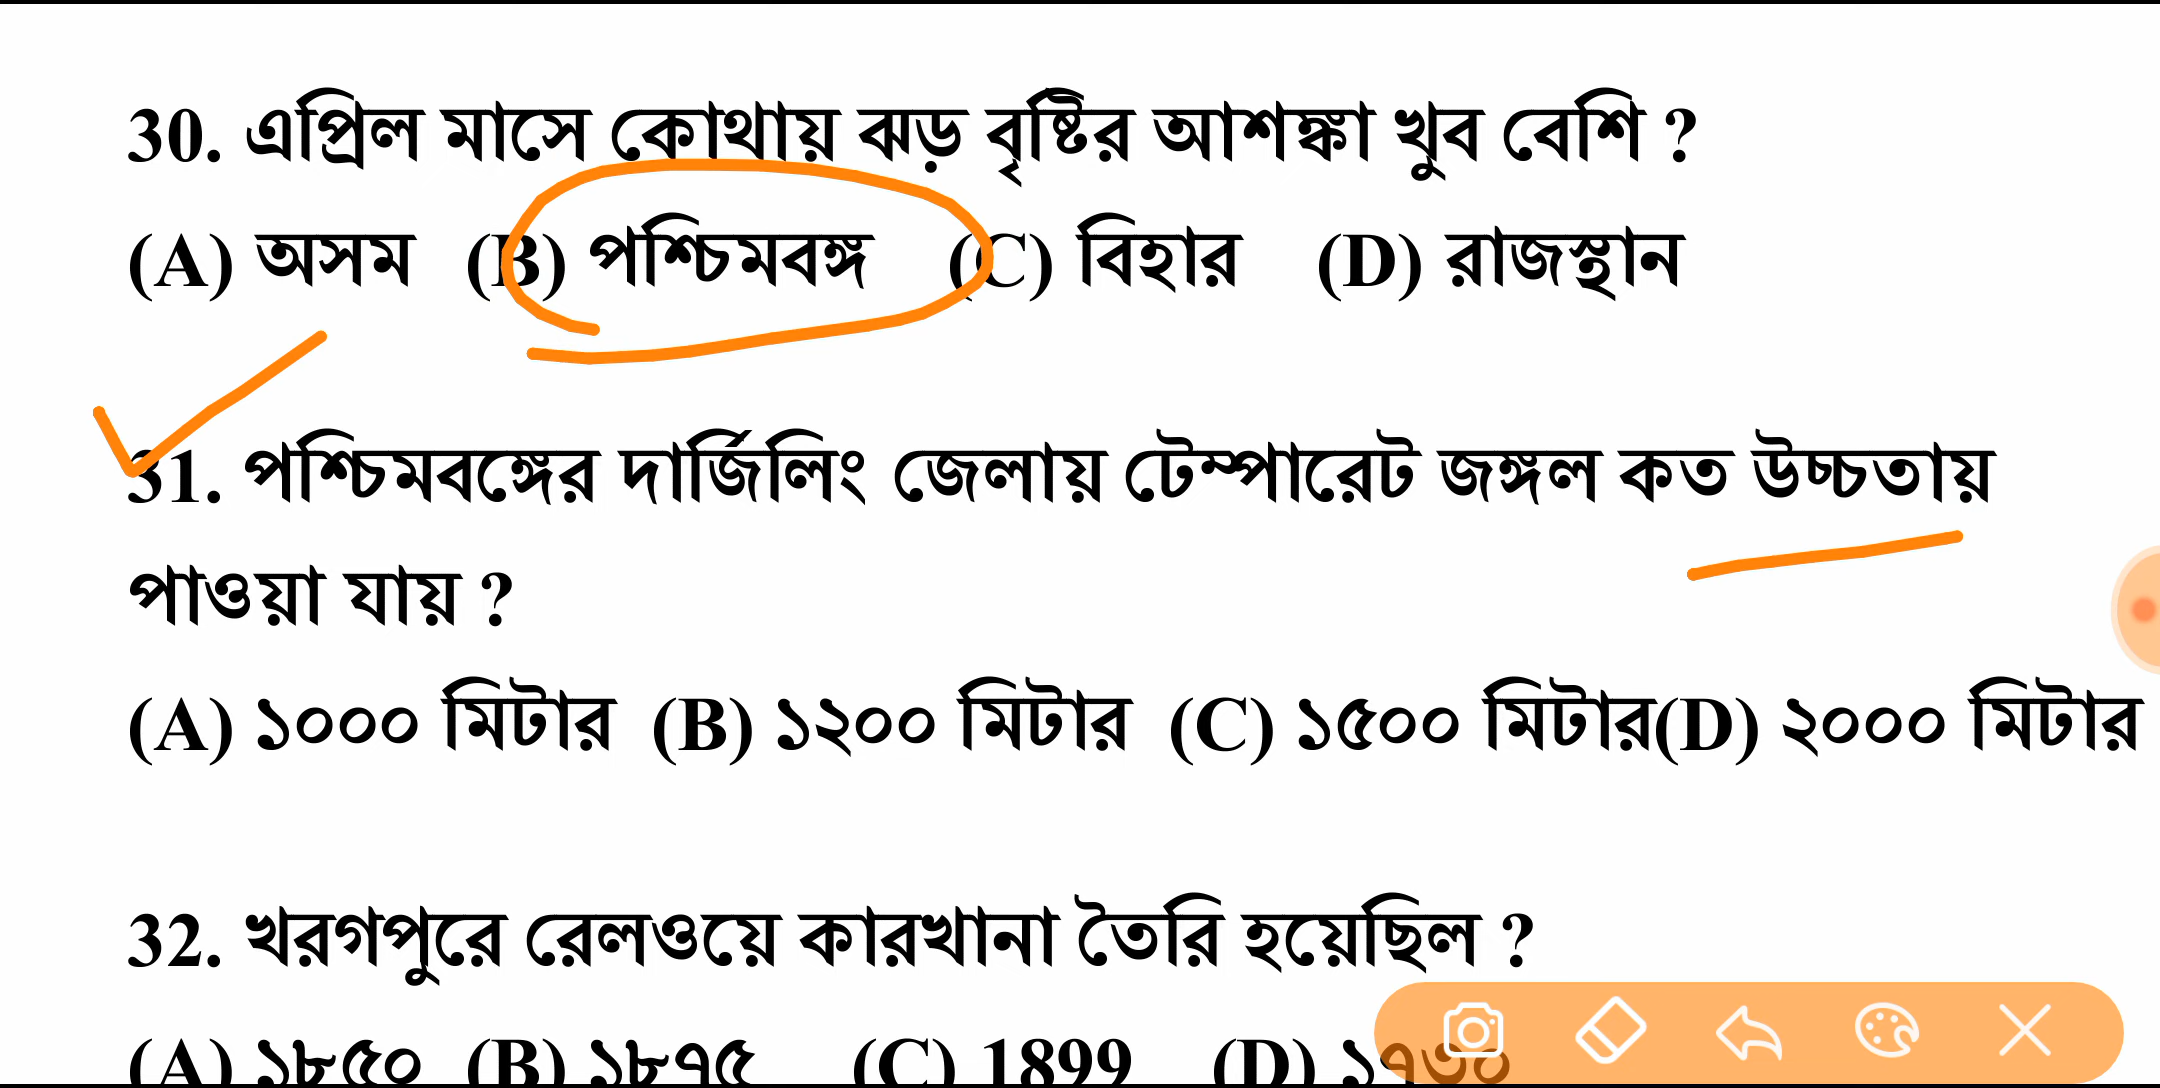 30. এপ্রিল মাসে কোথায় ঝড় বৃষ্টির আশঙ্কা খুব বেশি ?
(A) অসম (B) পশ্চিমবঙ্গ (C) বিহার (D) রাজস্থান
31. পশ্চিমবঙ্গের দার্জিলিং জেলায় টেম্পারেট জঙ্গল কত উচ্চতায়
পাওয়া যায় ?
(A) ১০০০ মিটার (B) ১২০০ মিটার (C) ১৫০০ মিটার(D) ২০০০ মিটার
32. খরগপুরে রেলওয়ে কারখানা তৈরি হয়েছিল ?
(A) ১৮৫০ (B) ১৮৭৫ (C) 1899 (D)